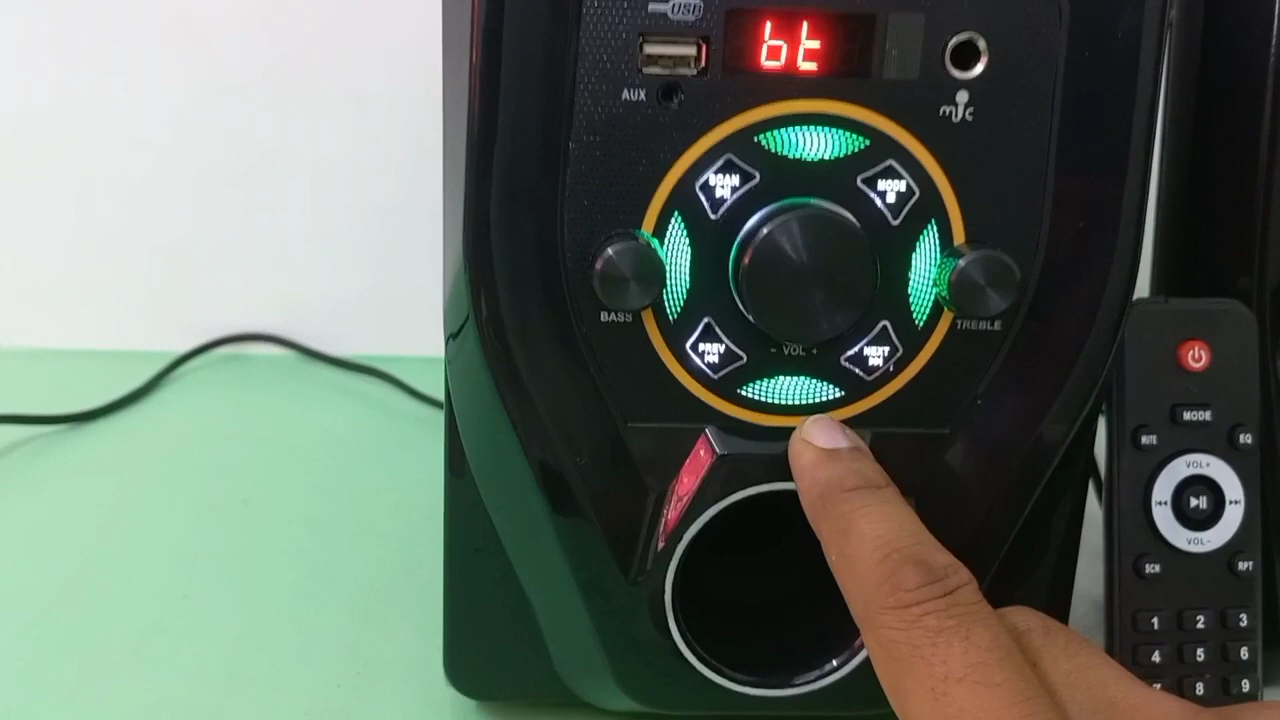 USB
bt
AUX
mic
SCAN
MODE
BASS
TREBLE
PREV
- VOL +
NEXT
MODE
MUTE
EQ
VOL+
VOL-
SCN
RPT
1 2 3
4 5 6
7 8 9